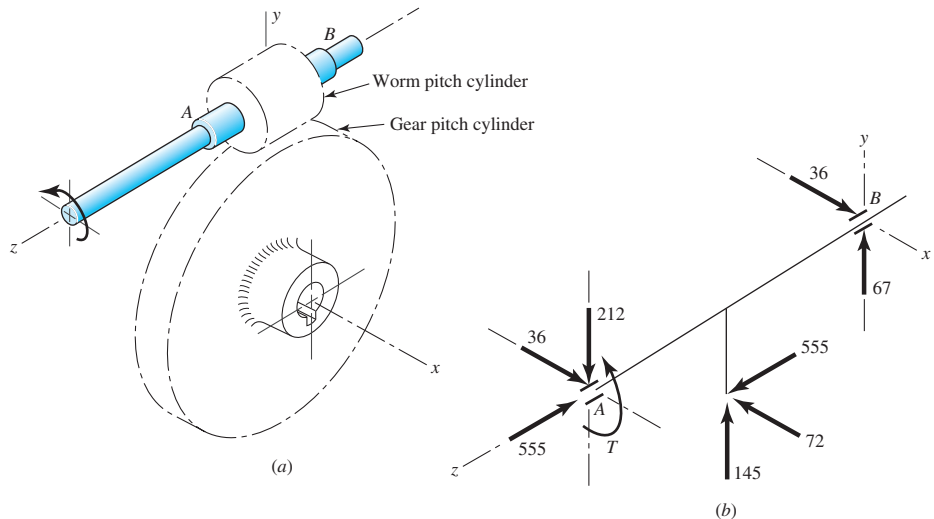 y
B
Worm pitch cylinder
A
Gear pitch cylinder
z
x
(a)
y
36
B
x
67
212
36
555
A
T
72
555
z
145
(b)